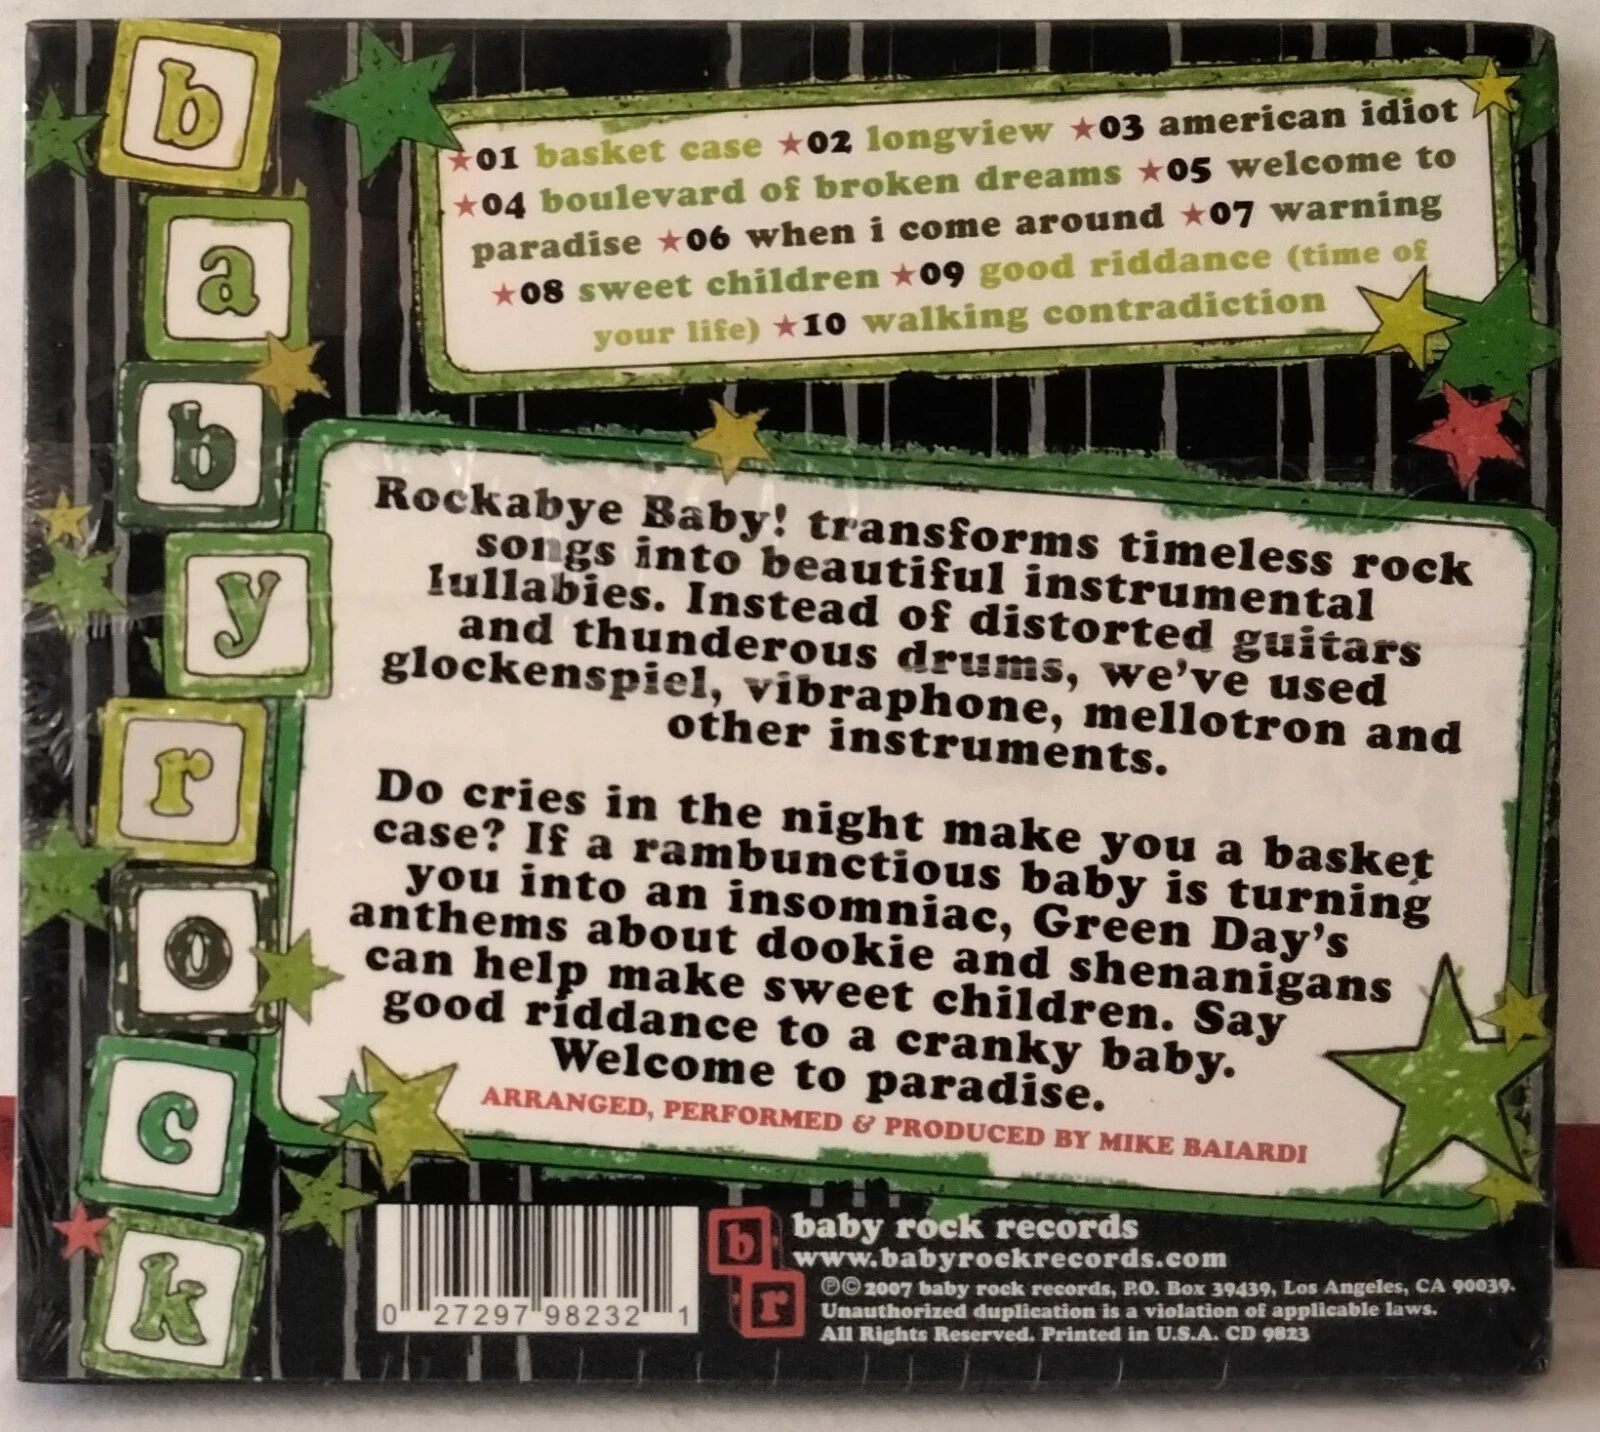 b
a
b
y
r
o
c
k
★01 basket case ★02 longview ★03 american idiot
★04 boulevard of broken dreams ★05 welcome to
paradise ★06 when i come around ★07 warning
★08 sweet children ★09 good riddance (time of
your life) ★10 walking contradiction
Rockabye Baby! transforms timeless rock
songs into beautiful instrumental
lullabies. Instead of distorted guitars
and thunderous drums, we've used
glockenspiel, vibraphone, mellotron and
other instruments.
Do cries in the night make you a basket
case? If a rambunctious baby is turning
you into an insomniac, Green Day's
anthems about dookie and shenanigans
can help make sweet children. Say
good riddance to a cranky baby.
Welcome to paradise.
ARRANGED, PERFORMED & PRODUCED BY MIKE BAIARDI
0 27297 98232 1
b
r
baby rock records
www.babyrockrecords.com
℗© 2007 baby rock records, P.O. Box 39439, Los Angeles, CA 90039.
Unauthorized duplication is a violation of applicable laws.
All Rights Reserved. Printed in U.S.A. CD 9823